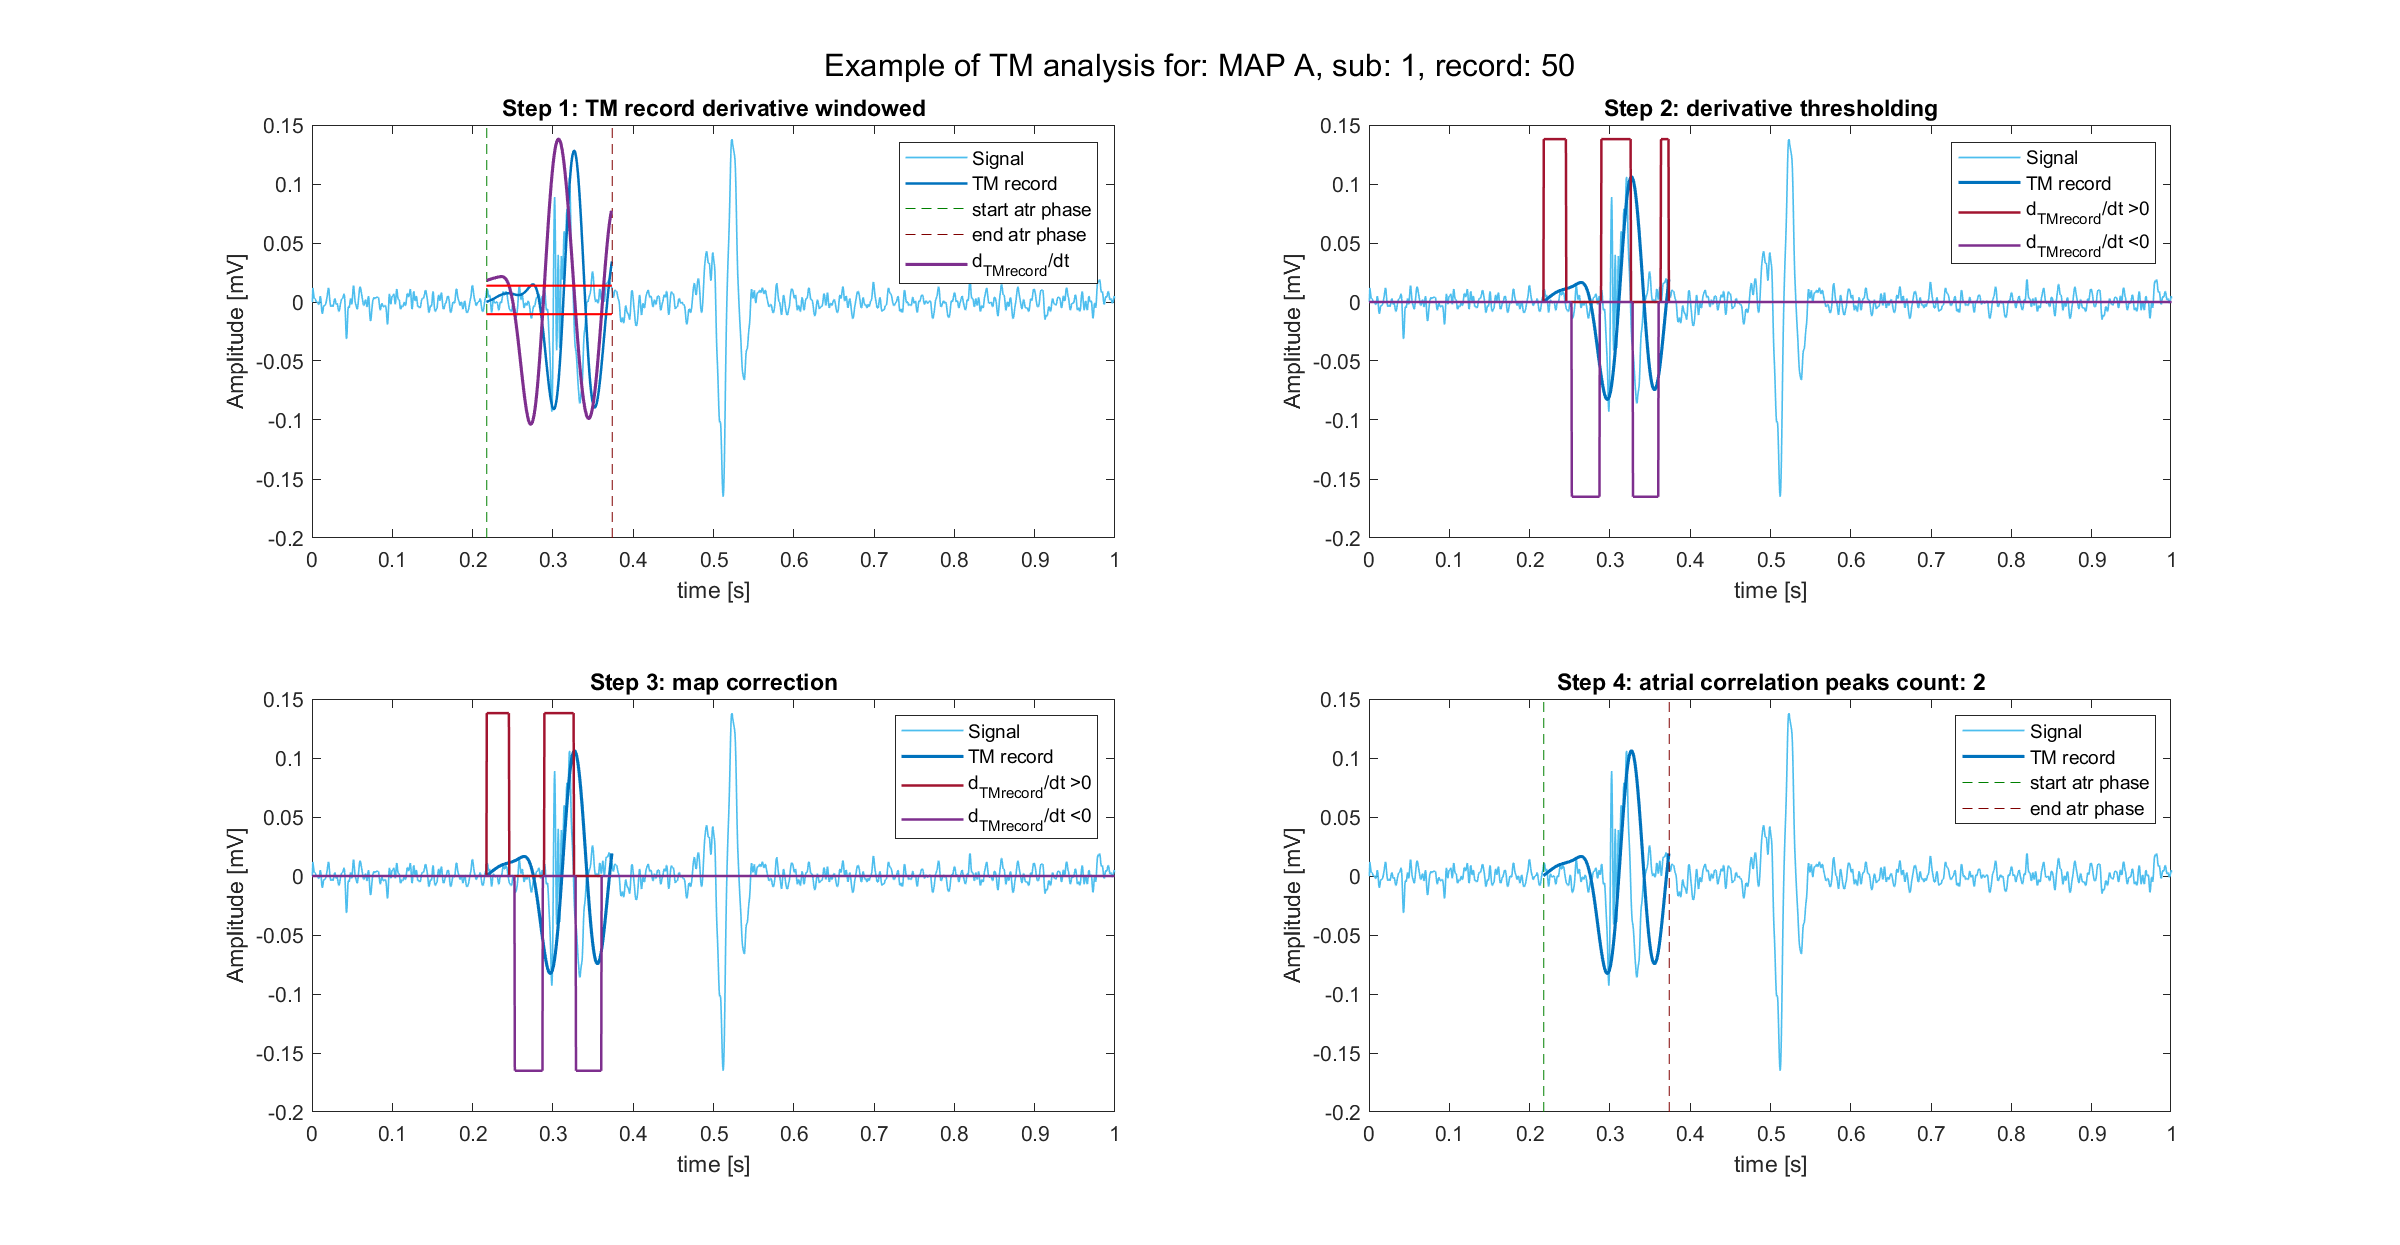 Example of TM analysis for: MAP A, sub: 1, record: 50
Step 1: TM record derivative windowed
0.15
0.1
0.05
0
-0.05
-0.1
-0.15
-0.2
Amplitude [mV]
0 0.1 0.2 0.3 0.4 0.5 0.6 0.7 0.8 0.9 1
time [s]
Signal
TM record
start atr phase
end atr phase
dTMrecord/dt
Step 2: derivative thresholding
0.15
0.1
0.05
0
-0.05
-0.1
-0.15
-0.2
Amplitude [mV]
0 0.1 0.2 0.3 0.4 0.5 0.6 0.7 0.8 0.9 1
time [s]
Signal
TM record
dTMrecord/dt >0
dTMrecord/dt <0
Step 3: map correction
0.15
0.1
0.05
0
-0.05
-0.1
-0.15
-0.2
Amplitude [mV]
0 0.1 0.2 0.3 0.4 0.5 0.6 0.7 0.8 0.9 1
time [s]
Signal
TM record
dTMrecord/dt >0
dTMrecord/dt <0
Step 4: atrial correlation peaks count: 2
0.15
0.1
0.05
0
-0.05
-0.1
-0.15
-0.2
Amplitude [mV]
0 0.1 0.2 0.3 0.4 0.5 0.6 0.7 0.8 0.9 1
time [s]
Signal
TM record
start atr phase
end atr phase